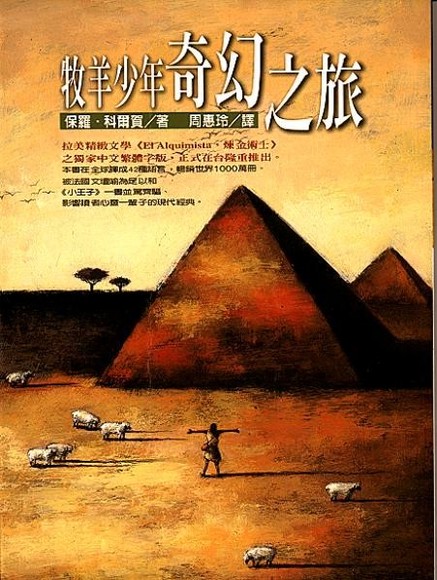 牧羊少年奇幻之旅
保羅‧科爾賀／著　周惠玲／譯
拉美精緻文學《El Alquimista，煉金術士》
之獨家中文繁體字版，正式在台隆重推出。
本書在全球譯成42種語言，暢銷世界1000萬冊。
被法國文壇喻為足以和
《小王子》一書並駕齊驅、
影響讀者心靈一輩子的現代經典。